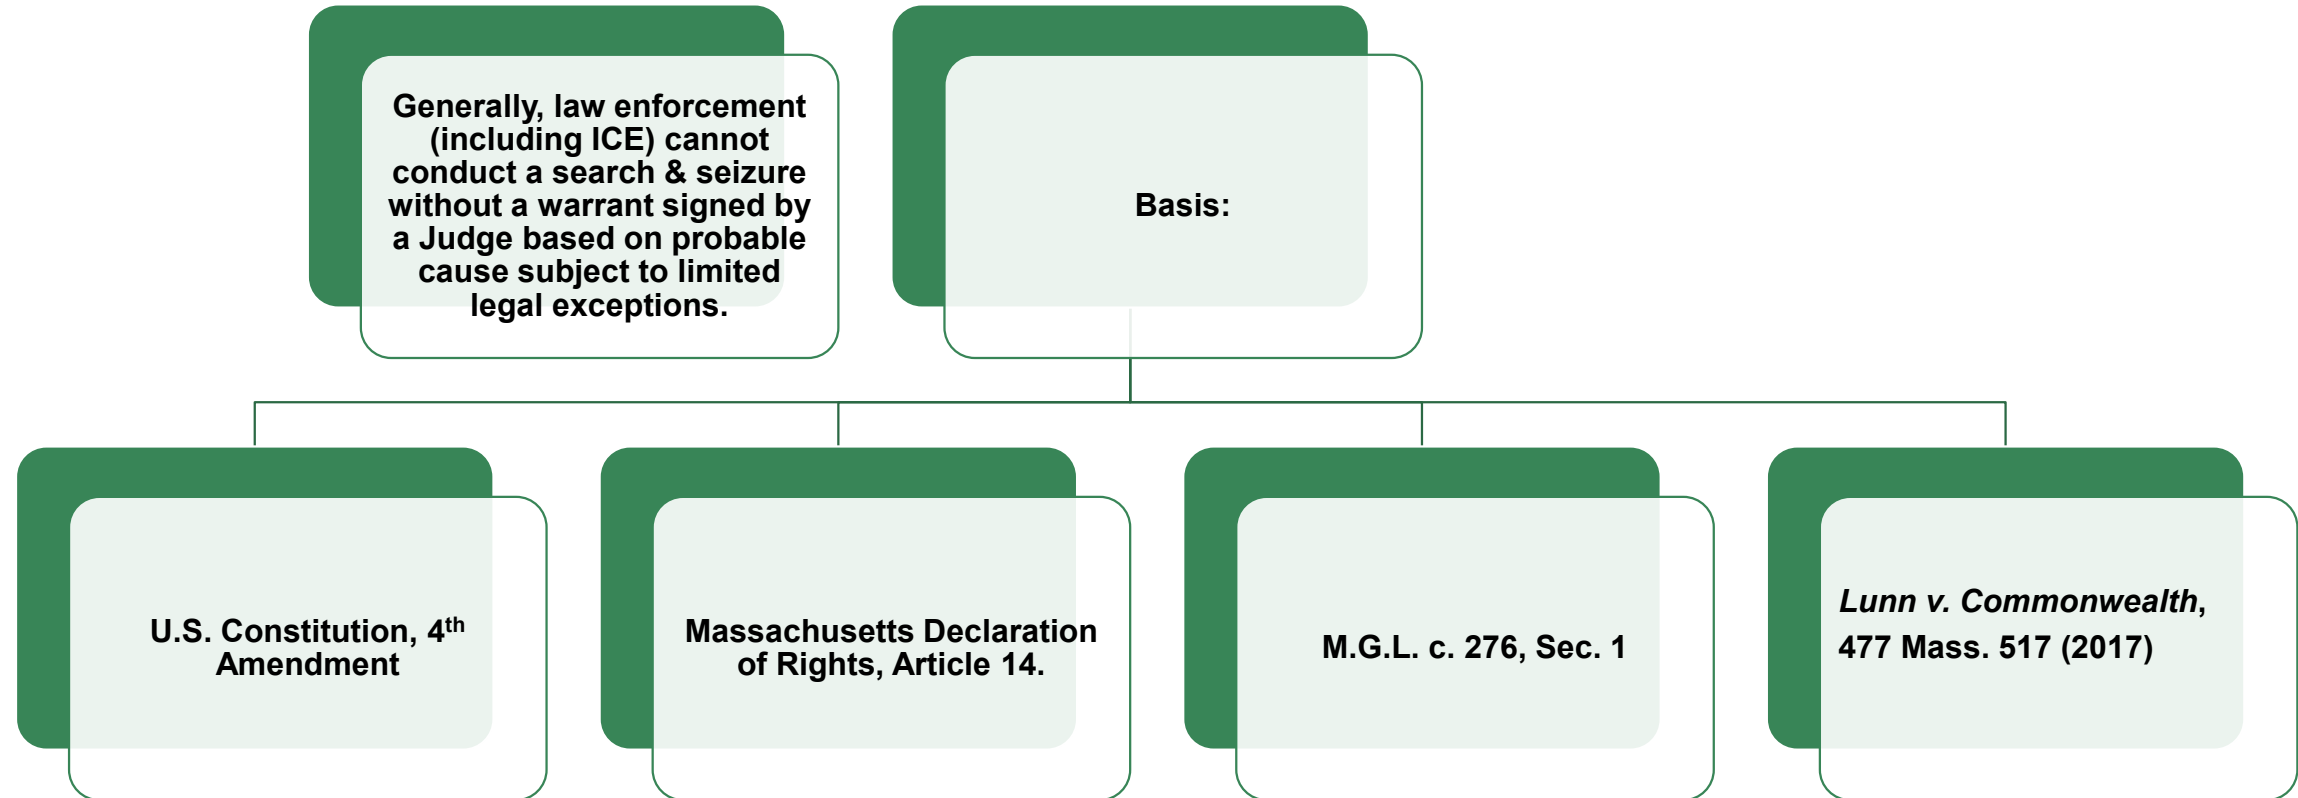 Generally, law enforcement
(including ICE) cannot
conduct a search & seizure
without a warrant signed by
a Judge based on probable
cause subject to limited
legal exceptions.
Basis:
U.S. Constitution, 4th
Amendment
Massachusetts Declaration
of Rights, Article 14.
M.G.L. c. 276, Sec. 1
Lunn v. Commonwealth,
477 Mass. 517 (2017)